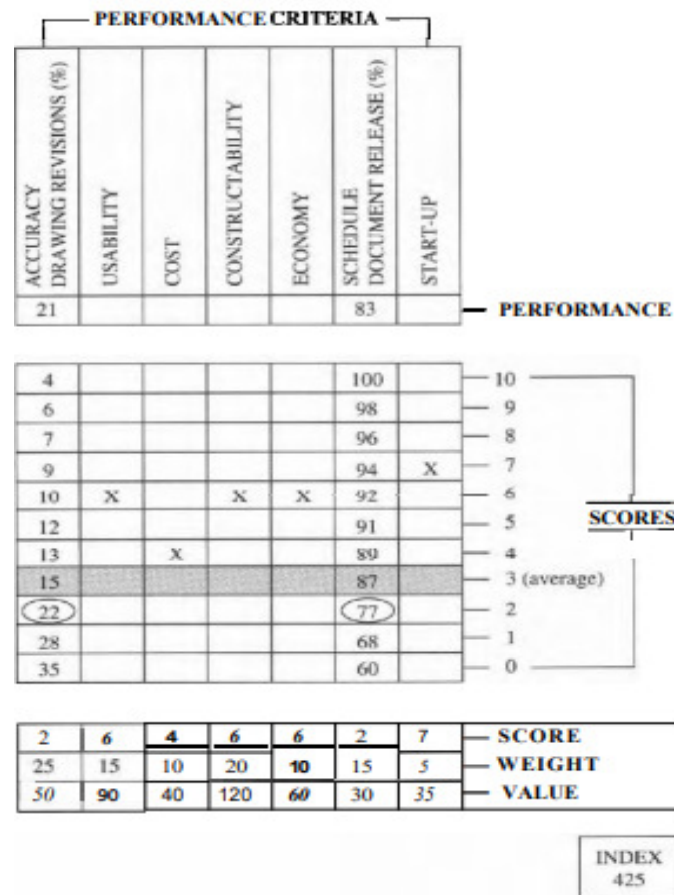 PERFORMANCE CRITERIA
ACCURACY DRAWING REVISIONS (%) USABILITY COST CONSTRUCTABILITY ECONOMY SCHEDULE DOCUMENT RELEASE (%) START-UP
21 83 PERFORMANCE
4 100 10
6 98 9
7 96 8
9 94 X 7
10 X X X 92 6
12 91 5
SCORES
13 X 89 4
15 87 3 (average)
22 77 2
28 68 1
35 60 0
2 6 4 6 6 2 7 SCORE
25 15 10 20 10 15 5 WEIGHT
50 90 40 120 60 30 35 VALUE
INDEX
425